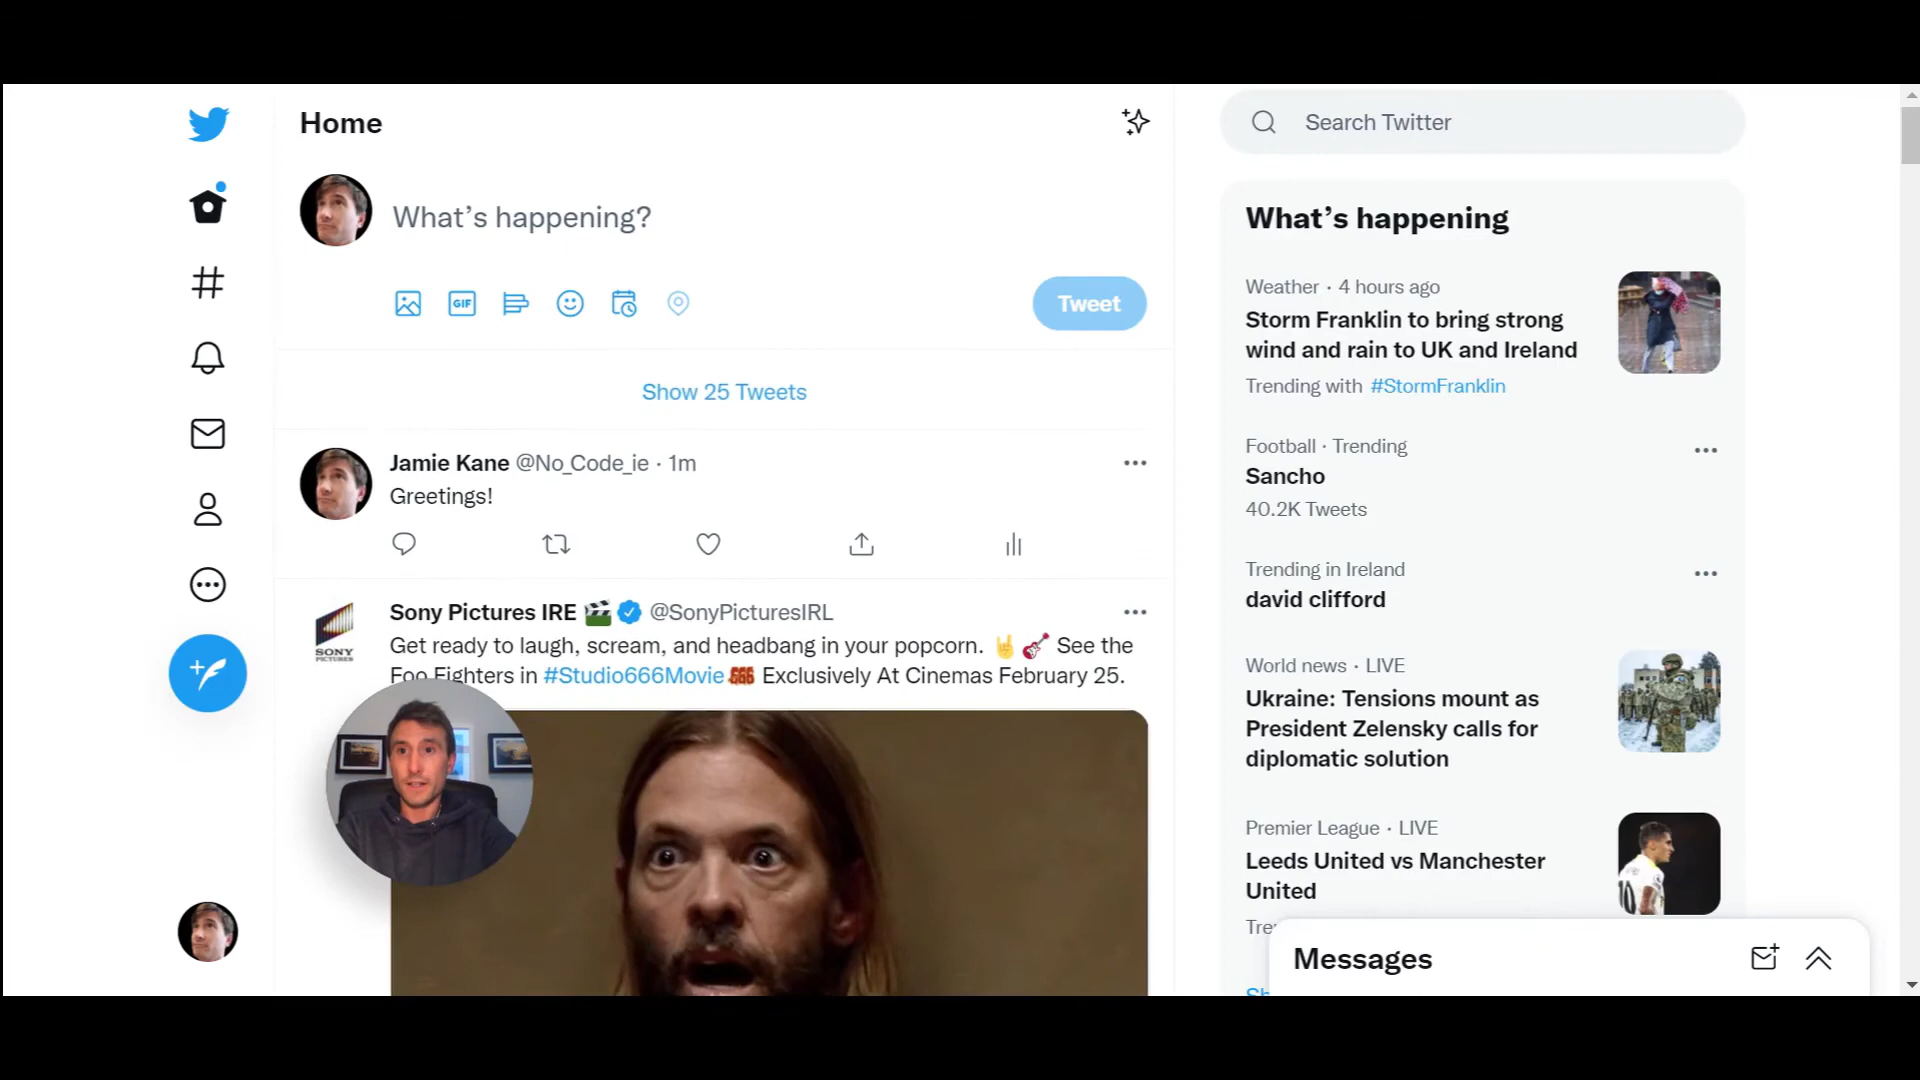 Home
What’s happening?
GIF
Tweet
Show 25 Tweets
Jamie Kane @No_Code_ie · 1m
Greetings!
Sony Pictures IRE @SonyPicturesIRL
SONY
PICTURES
Get ready to laugh, scream, and headbang in your popcorn. 🤘🎸 See the
Foo Fighters in #Studio666Movie Exclusively At Cinemas February 25.
Search Twitter
What’s happening
Weather · 4 hours ago
Storm Franklin to bring strong
wind and rain to UK and Ireland
Trending with #StormFranklin
Football · Trending
Sancho
40.2K Tweets
Trending in Ireland
david clifford
World news · LIVE
Ukraine: Tensions mount as
President Zelensky calls for
diplomatic solution
Premier League · LIVE
Leeds United vs Manchester
United
10
Messages